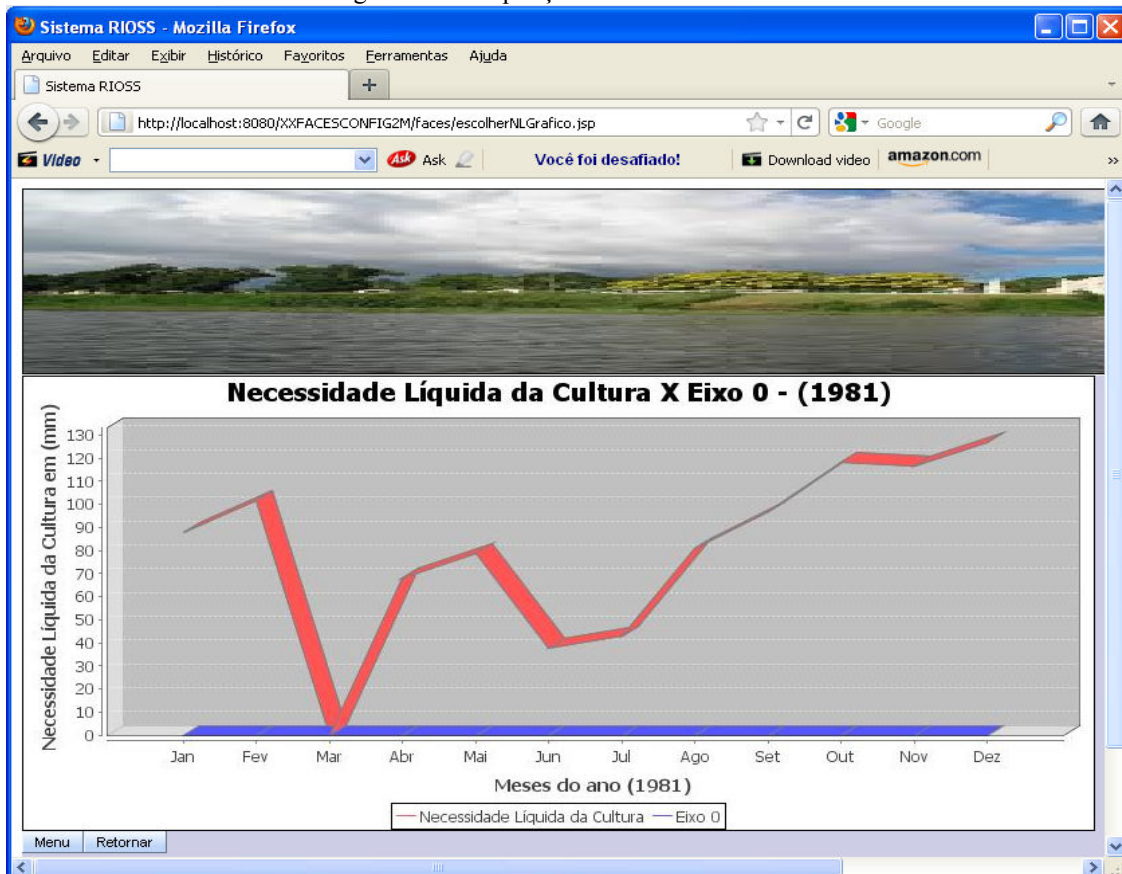 Sistema RIOSS - Mozilla Firefox
Arquivo Editar Exibir Histórico Favoritos Ferramentas Ajuda
Sistema RIOSS
http://localhost:8080/XXFACESCONFIG2M/faces/escolherNLGrafico.jsp
Google
Video
Ask Ask
Você foi desafiado!
Download video
amazon.com
Necessidade Líquida da Cultura X Eixo 0 - (1981)
Necessidade Líquida da Cultura em (mm)
130
120
110
100
90
80
70
60
50
40
30
20
10
0
Jan Fev Mar Abr Mai Jun Jul Ago Set Out Nov Dez
Meses do ano (1981)
Necessidade Líquida da Cultura Eixo 0
Menu Retornar